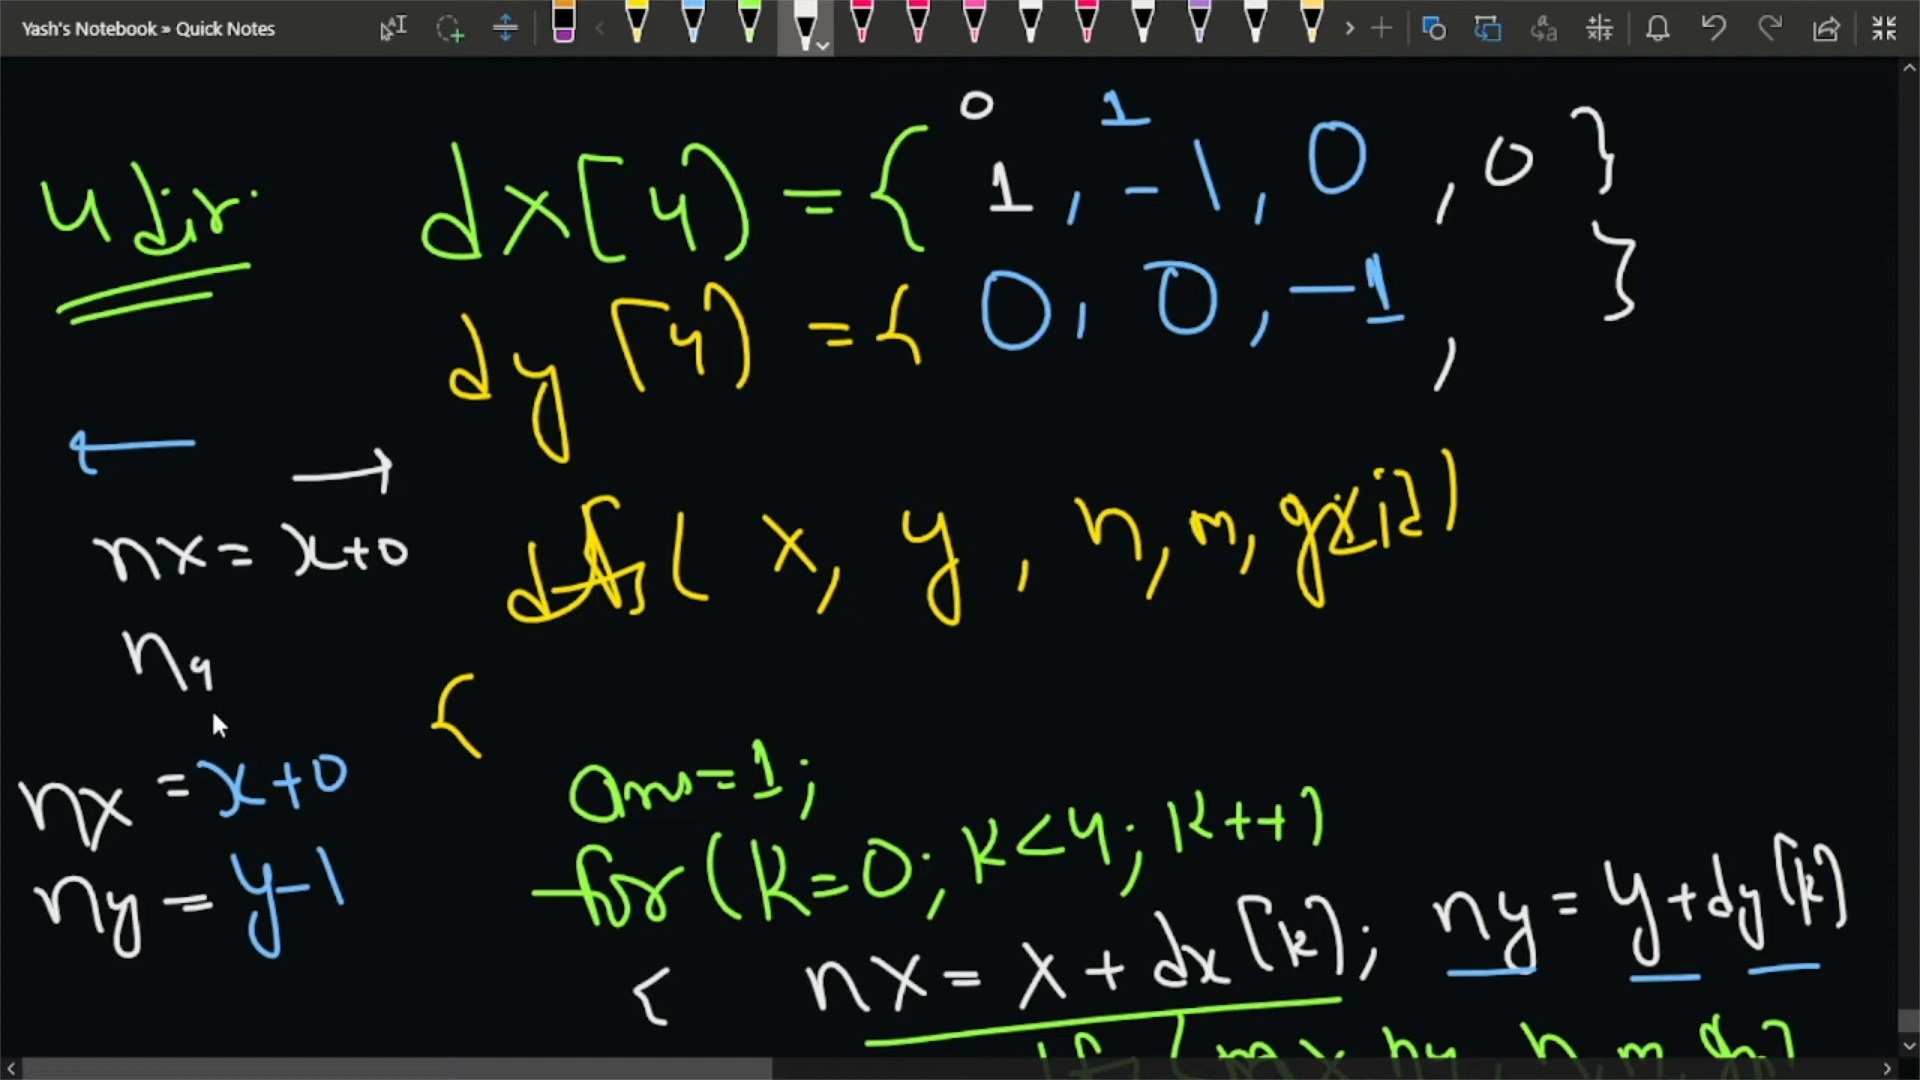 Yash's Notebook » Quick Notes
0 1
4 dir. dx[4] = { 1, -1, 0, 0 }
dy[4] = { 0, 0, -1, }
nx = x+0
dfs( x, y, n, m, grid)
ny
{
ans=1;
nx = x+0
for (k=0; k<4; k++)
ny = y-1
{ nx = x + dx[k]; ny = y+dy[k]